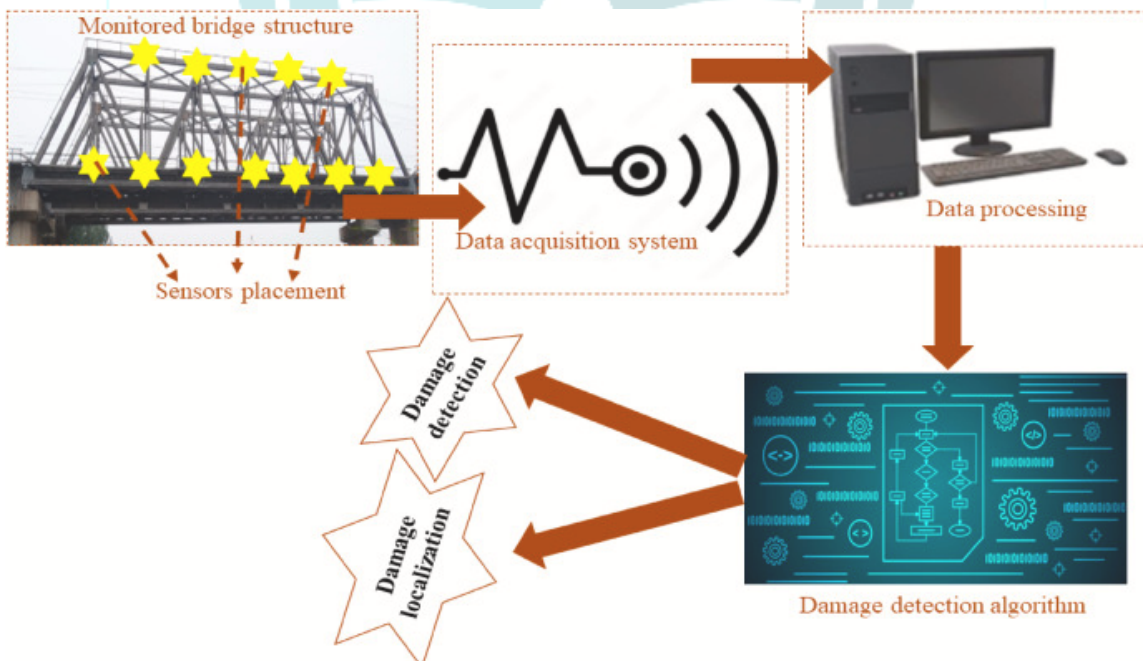 Monitored bridge structure
Sensors placement
Data acquisition system
Data processing
Damage
detection
Damage
localization
Damage detection algorithm